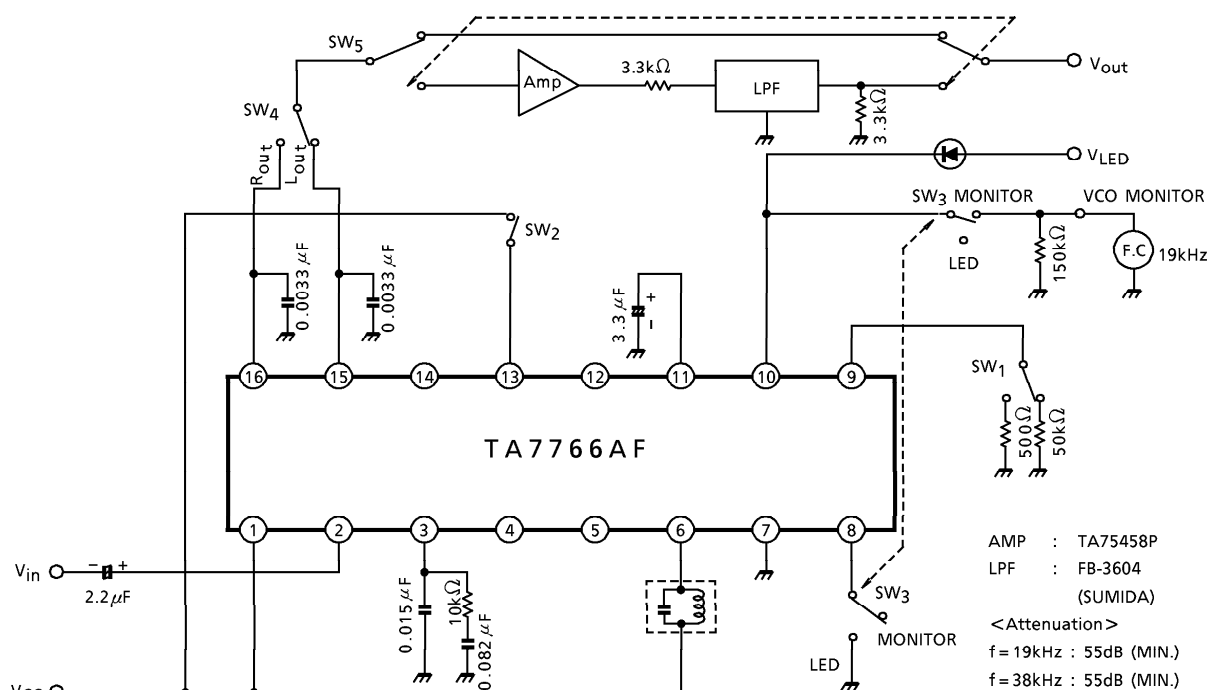 SW5
Amp
3.3kΩ
LPF
3.3kΩ
Vout
SW4
Rout
Lout
VLED
SW3 MONITOR
VCO MONITOR
SW2
LED
150kΩ
F.C
19kHz
0.0033μF
0.0033μF
3.3μF
+
−
SW1
500Ω
50kΩ
16
15
14
13
12
11
10
9
TA7766AF
1
2
3
4
5
6
7
8
Vin
− +
2.2μF
0.015μF
10kΩ
0.082μF
SW3
MONITOR
LED
AMP : TA75458P
LPF : FB-3604
(SUMIDA)
<Attenuation>
f=19kHz : 55dB (MIN.)
f=38kHz : 55dB (MIN.)